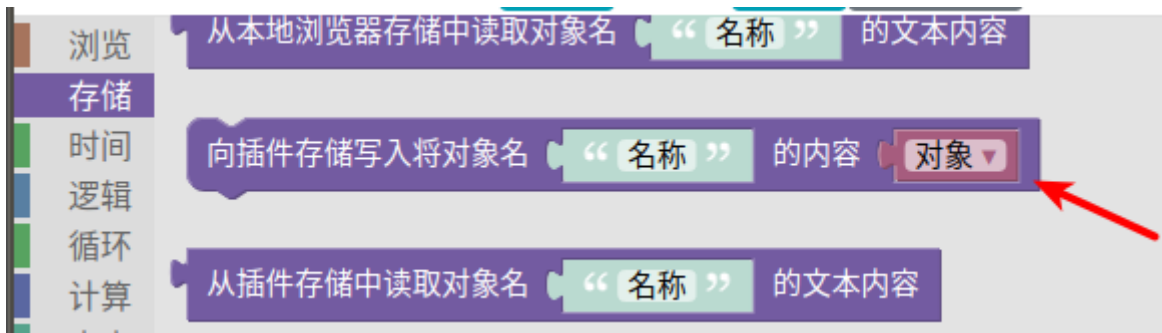 浏览
存储
时间
逻辑
循环
计算
从本地浏览器存储中读取对象名 “ 名称 ” 的文本内容
向插件存储写入将对象名 “ 名称 ” 的内容 对象
从插件存储中读取对象名 “ 名称 ” 的文本内容